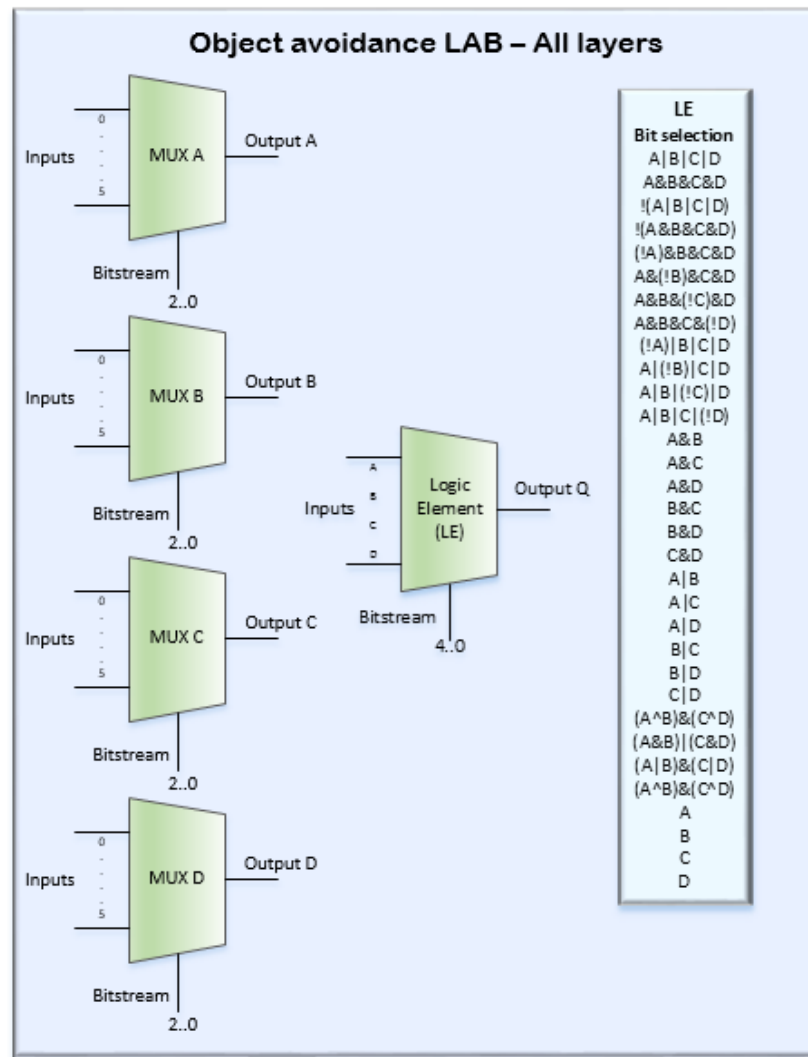 Object avoidance LAB – All layers
0
Inputs
5
MUX A
Output A
Bitstream
2..0
0
Inputs
5
MUX B
Output B
Bitstream
2..0
0
Inputs
5
MUX C
Output C
Bitstream
2..0
0
Inputs
5
MUX D
Output D
Bitstream
2..0
A
B
Inputs
C
D
Logic
Element
(LE)
Output Q
Bitstream
4..0
LE
Bit selection
A|B|C|D
A&B&C&D
!(A|B|C|D)
!(A&B&C&D)
(!A)&B&C&D
A&(!B)&C&D
A&B&(!C)&D
A&B&C&(!D)
(!A)|B|C|D
A|(!B)|C|D
A|B|(!C)|D
A|B|C|(!D)
A&B
A&C
A&D
B&C
B&D
C&D
A|B
A|C
A|D
B|C
B|D
C|D
(A^B)&(C^D)
(A&B)|(C&D)
(A|B)&(C|D)
(A^B)&(C^D)
A
B
C
D